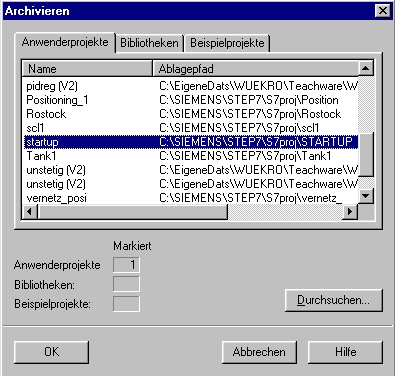 Archivieren
Anwenderprojekte Bibliotheken Beispielprojekte
Name Ablagepfad
pidreg (V2) C:\EigeneDats\WUEKRO\Teachware\W
Positioning_1 C:\SIEMENS\STEP7\S7proj\Position
Rostock C:\SIEMENS\STEP7\S7proj\Rostock
scl1 C:\SIEMENS\STEP7\S7proj\scl1
startup C:\SIEMENS\STEP7\S7proj\STARTUP
Tank1 C:\SIEMENS\STEP7\S7proj\Tank1
unstetig (V2) C:\EigeneDats\WUEKRO\Teachware\W
unstetig (V2) C:\EigeneDats\WUEKRO\Teachware\W
vernetz_posi C:\SIEMENS\STEP7\S7proj\vernetz_
Markiert
Anwenderprojekte 1
Bibliotheken:
Beispielprojekte:
Durchsuchen...
OK Abbrechen Hilfe